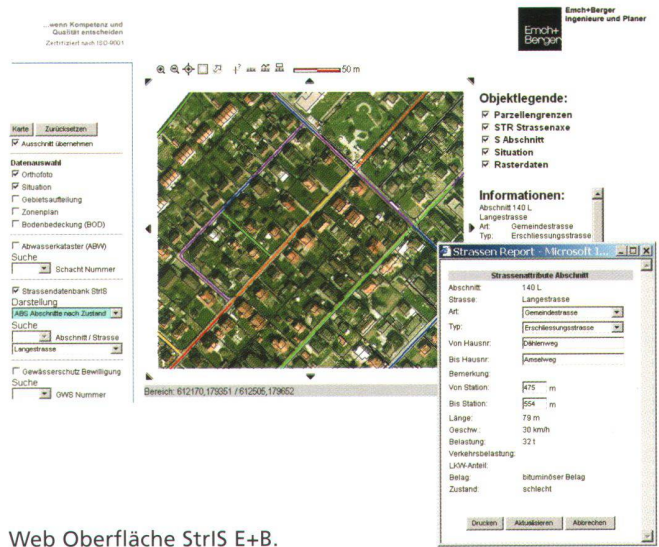 ...wenn Kompetenz und
Qualität entscheiden
Zertifiziert nach ISO-9001
Emch+
Berger
Emch+Berger
Ingenieure und Planer
50 m
Karte Zurücksetzen
Ausschnitt übernehmen
Datenauswahl
Orthofoto
Situation
Gebietsaufteilung
Zonenplan
Bodenbedeckung (BOD)
Abwasserkataster (ABW)
Suche
Schacht Nummer
Strassendatenbank StrIS
Darstellung
ABS Abschnitte nach Zustand
Suche
Abschnitt / Strasse
Langestrasse
Gewässerschutz Bewilligung
Suche
GWS Nummer
Bereich: 612170,179351 / 612505,179652
Objektlegende:
Parzellengrenzen
STR Strassenaxe
S Abschnitt
Situation
Rasterdaten
Informationen:
Abschnitt 140 L
Langestrasse
Art: Gemeindestrasse
Typ: Erschliessungsstrasse
Strassen Report - Microsoft I...
Strassenattribute Abschnitt
Abschnitt: 140 L
Strasse: Langestrasse
Art: Gemeindestrasse
Typ: Erschliessungsstrasse
Von Hausnr: Dählenweg
Bis Hausnr: Amselweg
Bemerkung:
Von Station: 475 m
Bis Station: 554 m
Länge: 79 m
Geschw.: 30 km/h
Belastung: 32 t
Verkehrsbelastung:
LKW-Anteil:
Belag: bituminöser Belag
Zustand: schlecht
Drucken Aktualisieren Abbrechen
Web Oberfläche StrIS E+B.